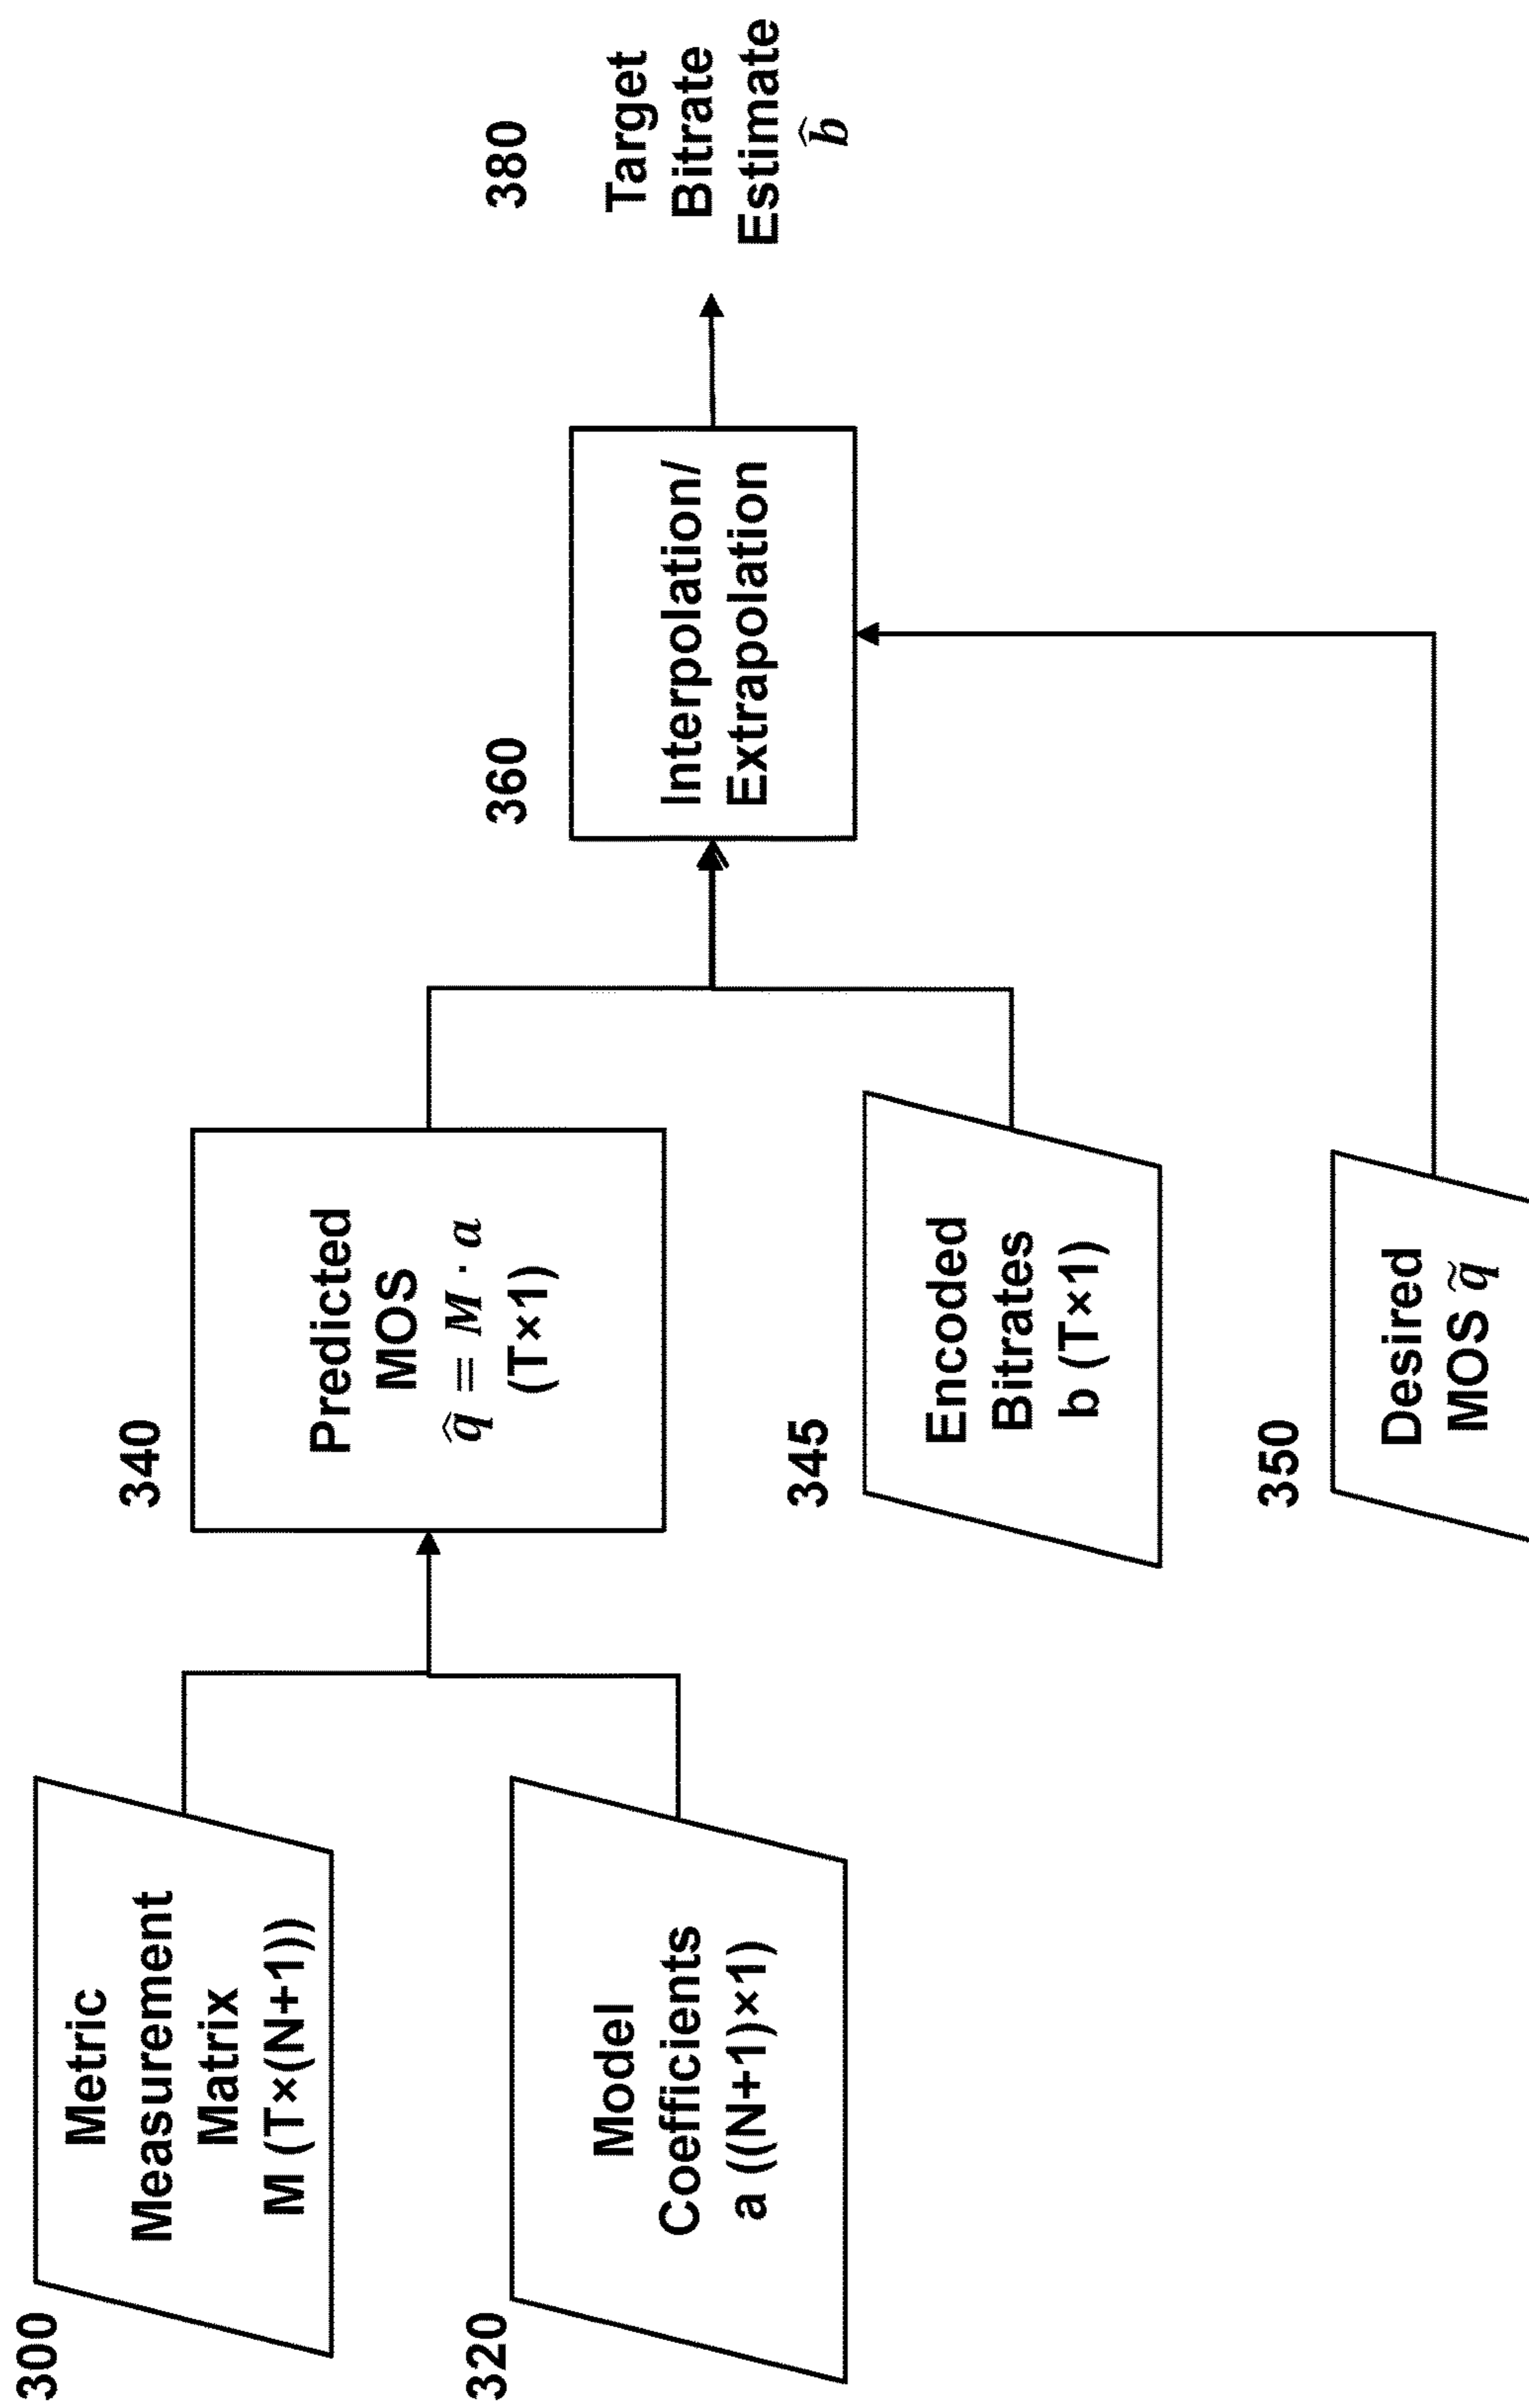 300
Metric
Measurement
Matrix
M (T×(N+1))
320
Model
Coefficients
a ((N+1)×1)
340
Predicted
MOS
q̂ = M · a
(T×1)
345
Encoded
Bitrates
b (T×1)
350
Desired
MOS q̃
360
Interpolation/
Extrapolation
380
Target
Bitrate
Estimate
b̂